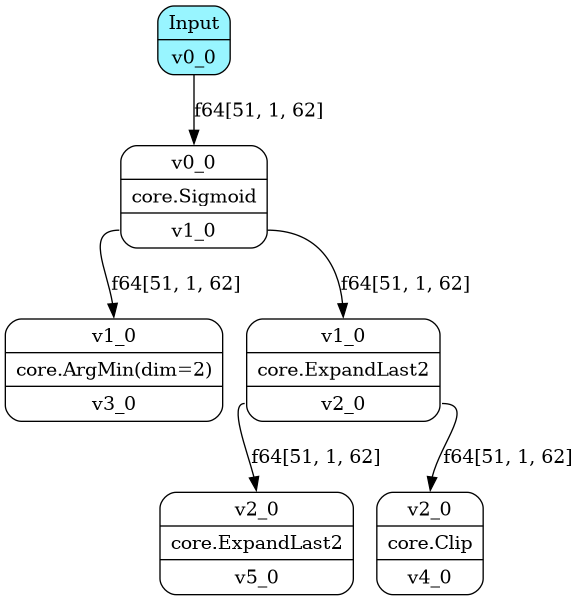 Input
v0_0
f64[51, 1, 62]
v0_0
core.Sigmoid
v1_0
f64[51, 1, 62]
f64[51, 1, 62]
v1_0
core.ArgMin(dim=2)
v3_0
v1_0
core.ExpandLast2
v2_0
f64[51, 1, 62]
f64[51, 1, 62]
v2_0
core.ExpandLast2
v5_0
v2_0
core.Clip
v4_0